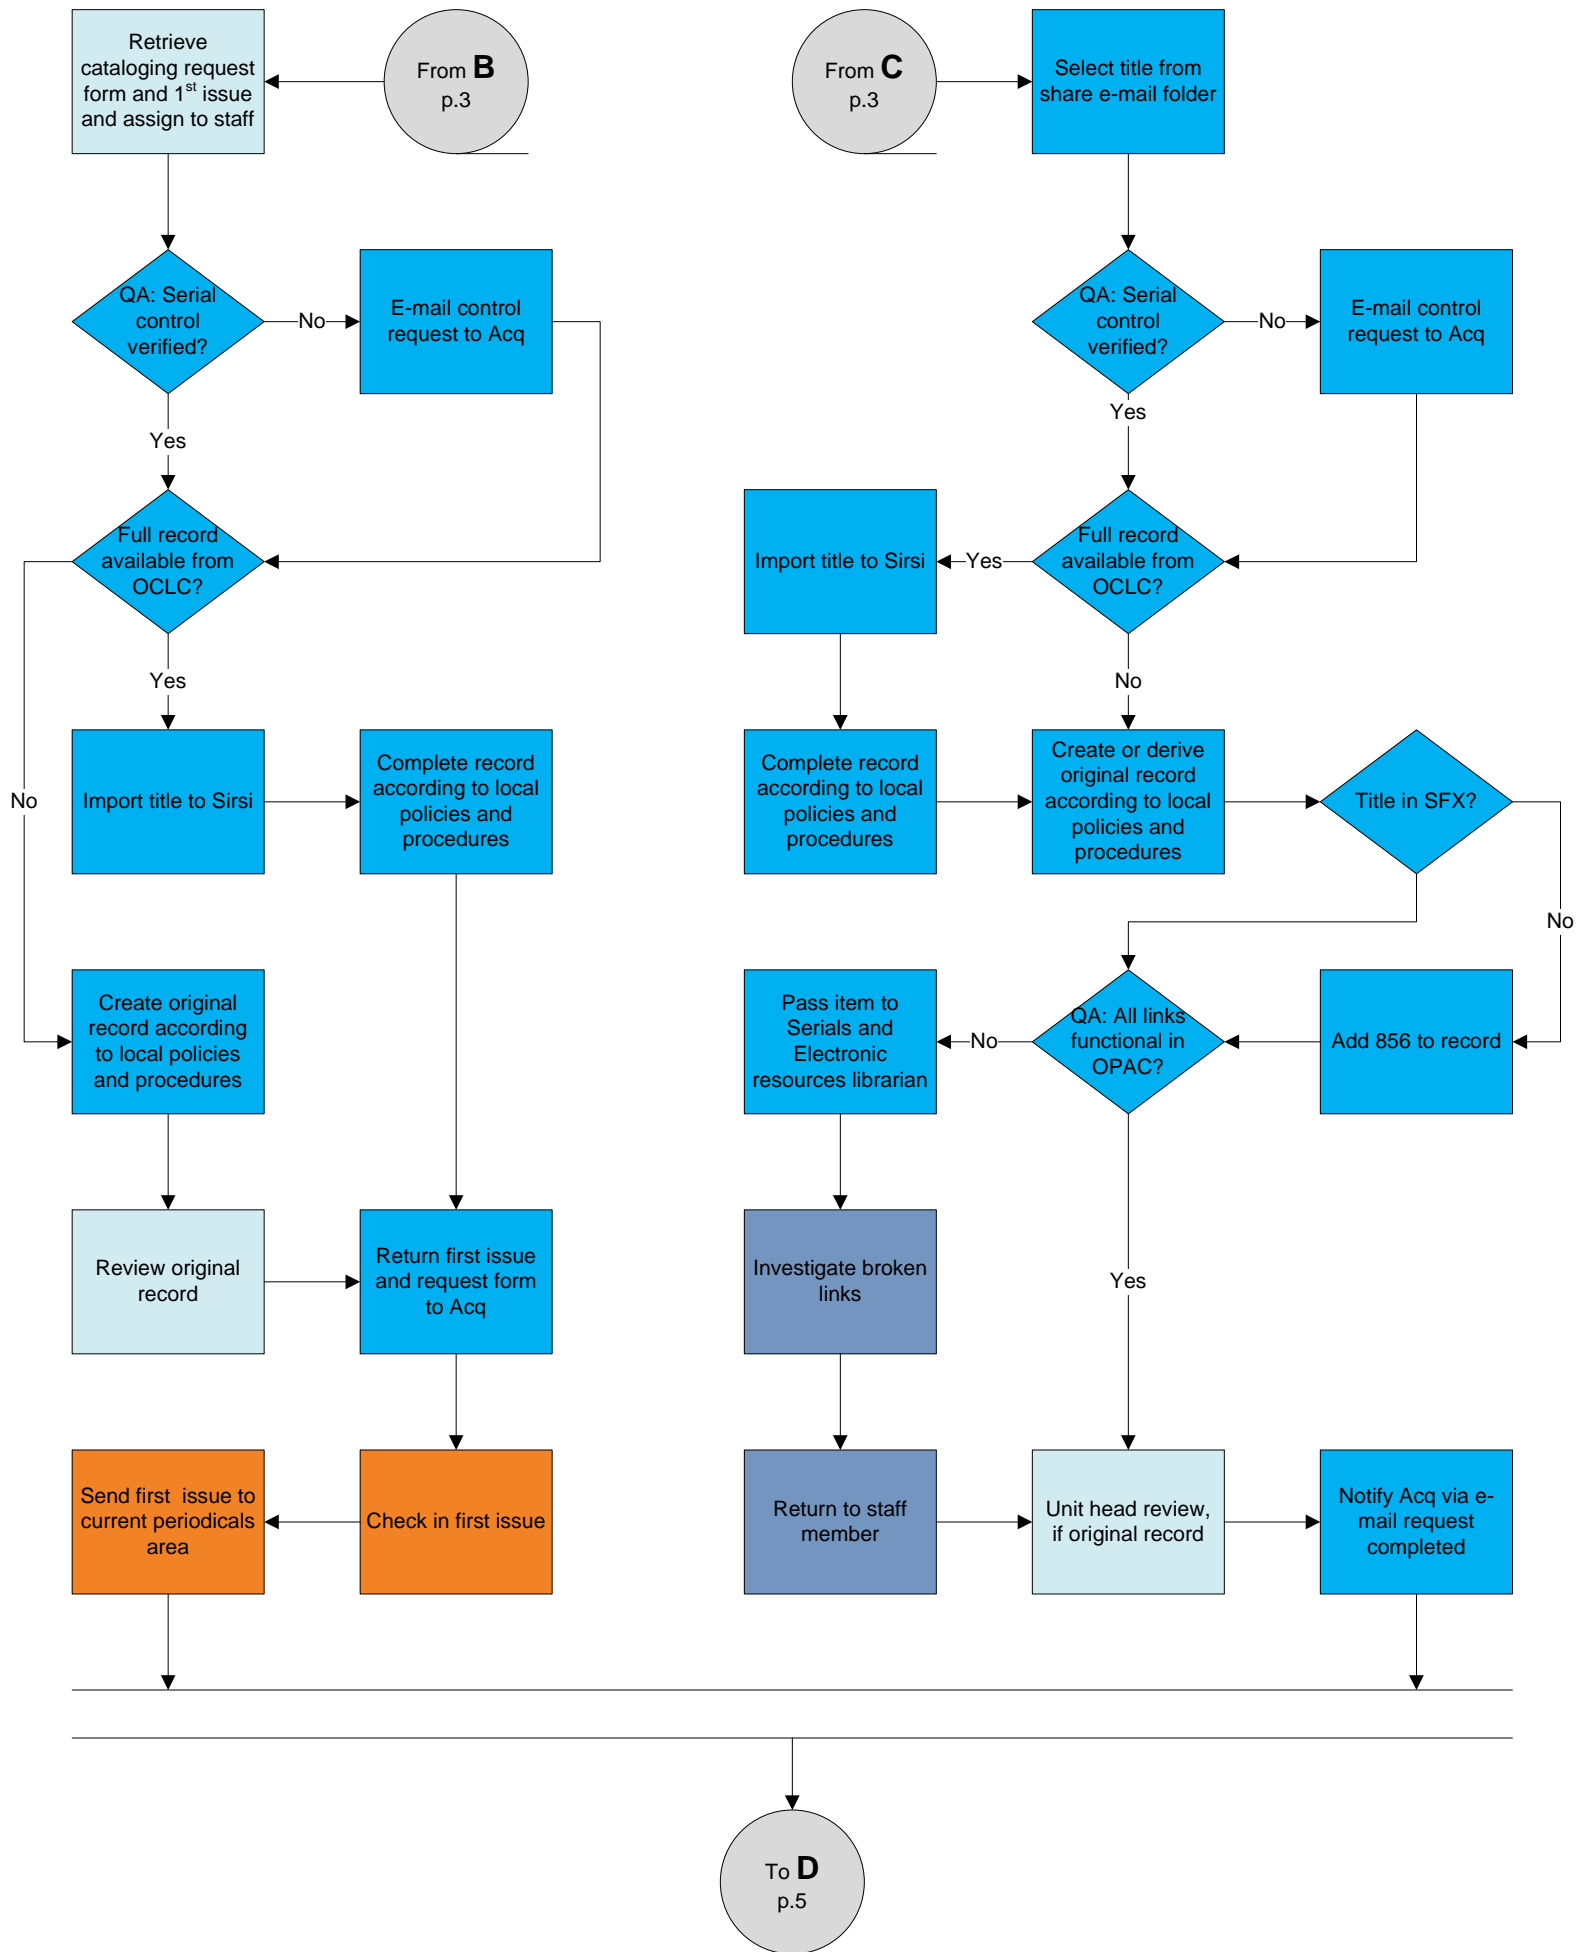 Retrieve
cataloging request
form and 1st issue
and assign to staff
From B
p.3
From C
p.3
Select title from
share e-mail folder
QA: Serial
control
verified?
No
E-mail control
request to Acq
QA: Serial
control
verified?
No
E-mail control
request to Acq
Yes
Yes
Full record
available from
OCLC?
Import title to Sirsi
Yes
Full record
available from
OCLC?
Yes
No
No
Import title to Sirsi
Complete record
according to local
policies and
procedures
Complete record
according to local
policies and
procedures
Create or derive
original record
according to local
policies and
procedures
Title in SFX?
No
Create original
record according
to local policies
and procedures
Pass item to
Serials and
Electronic
resources librarian
No
QA: All links
functional in
OPAC?
Add 856 to record
Review original
record
Return first issue
and request form
to Acq
Investigate broken
links
Yes
Send first  issue to
current periodicals
area
Check in first issue
Return to staff
member
Unit head review,
if original record
Notify Acq via e-
mail request
completed
To D
p.5